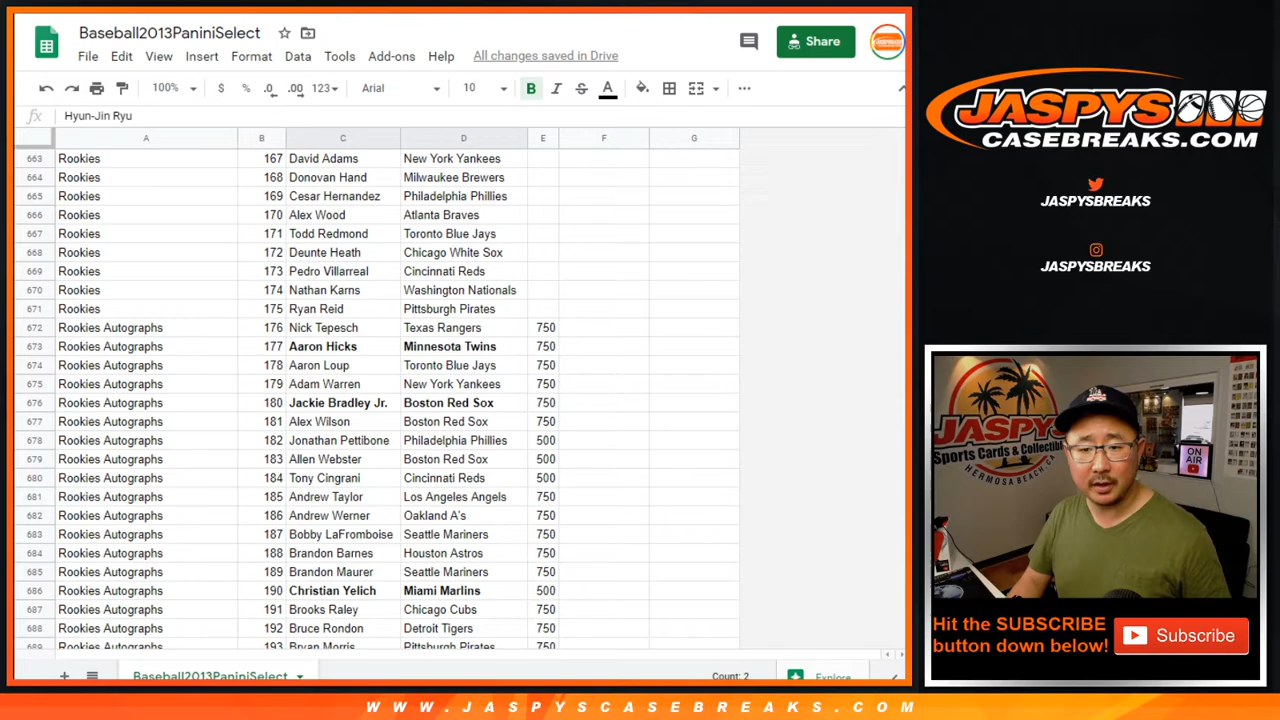 Baseball2013PaniniSelect
File Edit View Insert Format Data Tools Add-ons Help All changes saved in Drive
Share
100% $ % .0 .00 123 Arial 10 B I S A
fx Hyun-Jin Ryu
A B C D E F G
663 Rookies 167 David Adams New York Yankees
664 Rookies 168 Donovan Hand Milwaukee Brewers
665 Rookies 169 Cesar Hernandez Philadelphia Phillies
666 Rookies 170 Alex Wood Atlanta Braves
667 Rookies 171 Todd Redmond Toronto Blue Jays
668 Rookies 172 Deunte Heath Chicago White Sox
669 Rookies 173 Pedro Villarreal Cincinnati Reds
670 Rookies 174 Nathan Karns Washington Nationals
671 Rookies 175 Ryan Reid Pittsburgh Pirates
672 Rookies Autographs 176 Nick Tepesch Texas Rangers 750
673 Rookies Autographs 177 Aaron Hicks Minnesota Twins 750
674 Rookies Autographs 178 Aaron Loup Toronto Blue Jays 750
675 Rookies Autographs 179 Adam Warren New York Yankees 750
676 Rookies Autographs 180 Jackie Bradley Jr. Boston Red Sox 750
677 Rookies Autographs 181 Alex Wilson Boston Red Sox 750
678 Rookies Autographs 182 Jonathan Pettibone Philadelphia Phillies 500
679 Rookies Autographs 183 Allen Webster Boston Red Sox 500
680 Rookies Autographs 184 Tony Cingrani Cincinnati Reds 500
681 Rookies Autographs 185 Andrew Taylor Los Angeles Angels 750
682 Rookies Autographs 186 Andrew Werner Oakland A's 750
683 Rookies Autographs 187 Bobby LaFromboise Seattle Mariners 750
684 Rookies Autographs 188 Brandon Barnes Houston Astros 750
685 Rookies Autographs 189 Brandon Maurer Seattle Mariners 750
686 Rookies Autographs 190 Christian Yelich Miami Marlins 500
687 Rookies Autographs 191 Brooks Raley Chicago Cubs 750
688 Rookies Autographs 192 Bruce Rondon Detroit Tigers 750
689 Rookies Autographs 193 Bryan Morris Pittsburgh Pirates 750
Baseball2013PaniniSelect Count: 2 Explore
JASPYS
CASEBREAKS.COM
JASPYSBREAKS
JASPYSBREAKS
JASPYS
Sports Cards & Collectibles
HERMOSA BEACH, CA.
ON AIR
Hit the SUBSCRIBE
button down below!
Subscribe
WWW.JASPYSCASEBREAKS.COM